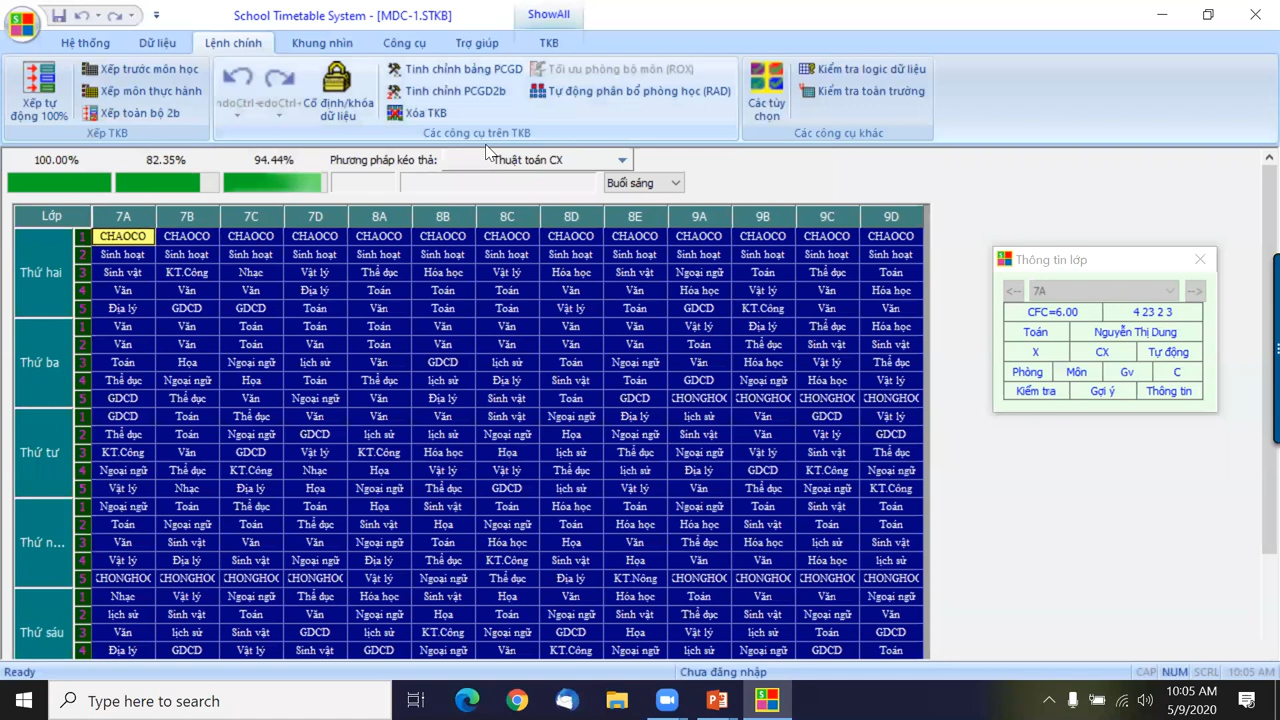 School Timetable System - [MDC-1.STKB]
ShowAll
Hệ thống Dữ liệu Lệnh chính Khung nhìn Công cụ Trợ giúp TKB
Xếp tự động 100%
Xếp trước môn học
Xếp môn thực hành
Xếp toàn bộ 2b
Xếp TKB
ndoCtrl+ edoCtrl+
Cố định/khóa dữ liệu
Tinh chỉnh bảng PCGD
Tinh chỉnh PCGD2b
Xóa TKB
Tối ưu phòng bộ môn (ROX)
Tự động phân bổ phòng học (RAD)
Các công cụ trên TKB
Các tùy chọn
Kiểm tra logic dữ liệu
Kiểm tra toàn trường
Các công cụ khác
100.00% 82.35% 94.44% Phương pháp kéo thả: Thuật toán CX
Buổi sáng
Lớp 7A 7B 7C 7D 8A 8B 8C 8D 8E 9A 9B 9C 9D
Thứ hai
1 CHAOCO CHAOCO CHAOCO CHAOCO CHAOCO CHAOCO CHAOCO CHAOCO CHAOCO CHAOCO CHAOCO CHAOCO CHAOCO
2 Sinh hoạt Sinh hoạt Sinh hoạt Sinh hoạt Sinh hoạt Sinh hoạt Sinh hoạt Sinh hoạt Sinh hoạt Sinh hoạt Sinh hoạt Sinh hoạt Sinh hoạt
3 Sinh vật KT.Công Nhạc Vật lý Thể dục Hóa học Vật lý Hóa học Sinh vật Ngoại ngữ Toán Thể dục Toán
4 Văn Văn Văn Địa lý Toán Toán Toán Văn Văn Hóa học Vật lý Văn Hóa học
5 Địa lý GDCD GDCD Toán Toán Toán Toán Vật lý Toán GDCD KT.Công Văn Văn
Thứ ba
1 Văn Văn Toán Toán Văn Văn Văn Toán Toán Vật lý Địa lý Thể dục Hóa học
2 Văn Văn Toán Văn Toán Văn Văn Văn Văn Toán Thể dục Sinh vật Sinh vật
3 Toán Họa Ngoại ngữ lịch sử Văn GDCD lịch sử Toán Ngoại ngữ Văn Hóa học Vật lý Thể dục
4 Thể dục Ngoại ngữ Họa Toán Thể dục lịch sử Địa lý Sinh vật Toán GDCD Ngoại ngữ Hóa học Vật lý
5 GDCD Thể dục Văn Ngoại ngữ Văn Địa lý Sinh vật Toán GDCD CHONGHOC CHONGHOC CHONGHOC CHONGHOC
Thứ tư
1 GDCD Toán Thể dục Văn Văn Văn Sinh vật Ngoại ngữ Địa lý lịch sử Văn GDCD Vật lý
2 Thể dục Toán Ngoại ngữ GDCD lịch sử lịch sử Ngoại ngữ Họa Ngoại ngữ Sinh vật Văn Vật lý GDCD
3 KT.Công Văn GDCD Vật lý KT.Công Hóa học Họa lịch sử Thể dục Ngoại ngữ Vật lý Sinh vật Thể dục
4 Ngoại ngữ Thể dục KT.Công Nhạc Họa Vật lý Vật lý Thể dục lịch sử Địa lý GDCD KT.Công Ngoại ngữ
5 Vật lý Nhạc Địa lý Họa Ngoại ngữ Thể dục GDCD lịch sử Vật lý Văn Thể dục Ngoại ngữ KT.Công
Thứ n...
1 Ngoại ngữ Toán Thể dục Toán Họa Sinh vật Toán Hóa học Toán Ngoại ngữ Ngoại ngữ Toán Toán
2 Toán Ngoại ngữ Toán Thể dục Sinh vật Họa Ngoại ngữ Toán Hóa học Hóa học Sinh vật Toán Toán
3 Văn Sinh vật Văn Văn Ngoại ngữ Toán Hóa học Họa Văn Thể dục Hóa học lịch sử Sinh vật
4 Vật lý Địa lý Sinh vật Ngoại ngữ Địa lý Thể dục KT.Công Ngoại ngữ Ngoại ngữ Văn Văn Hóa học lịch sử
5 CHONGHOC CHONGHOC CHONGHOC CHONGHOC Vật lý Ngoại ngữ Thể dục Địa lý KT.Nông CHONGHOC CHONGHOC CHONGHOC CHONGHOC
Thứ sáu
1 Nhạc Vật lý Ngoại ngữ Thể dục Hóa học Sinh vật Họa Ngoại ngữ Hóa học Toán Văn Văn Ngoại ngữ
2 lịch sử Sinh vật Toán Văn Ngoại ngữ Họa Toán Sinh vật Ngoại ngữ Thể dục Sinh vật Ngoại ngữ Văn
3 Văn lịch sử Sinh vật GDCD lịch sử KT.Công Ngoại ngữ GDCD Họa Vật lý lịch sử Toán GDCD
4 Địa lý GDCD Vật lý Sinh vật GDCD Ngoại ngữ Văn KT.Công Sinh vật lịch sử Ngoại ngữ GDCD Toán
Thông tin lớp
<-- 7A -->
CFC=6.00 4 23 2 3
Toán Nguyễn Thị Dung
X CX Tự động
Phòng Môn Gv C
Kiểm tra Gợi ý Thông tin
Ready Chưa đăng nhập CAP NUM SCRL 10:05 AM
Type here to search
10:05 AM
5/9/2020